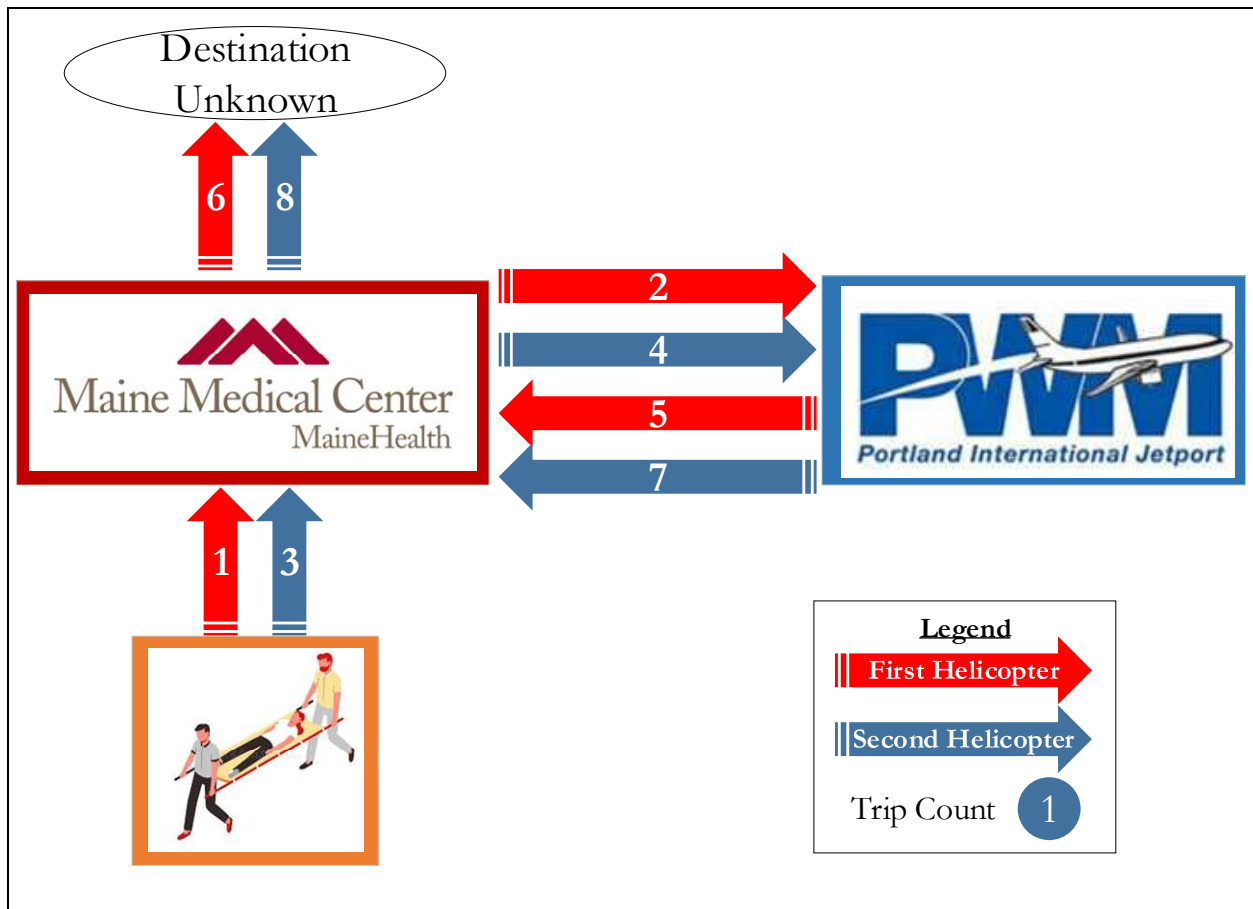 Destination
Unknown
6
8
2
4
5
7
Maine Medical Center
MaineHealth
PWM
Portland International Jetport
1
3
Legend
First Helicopter
Second Helicopter
Trip Count 1